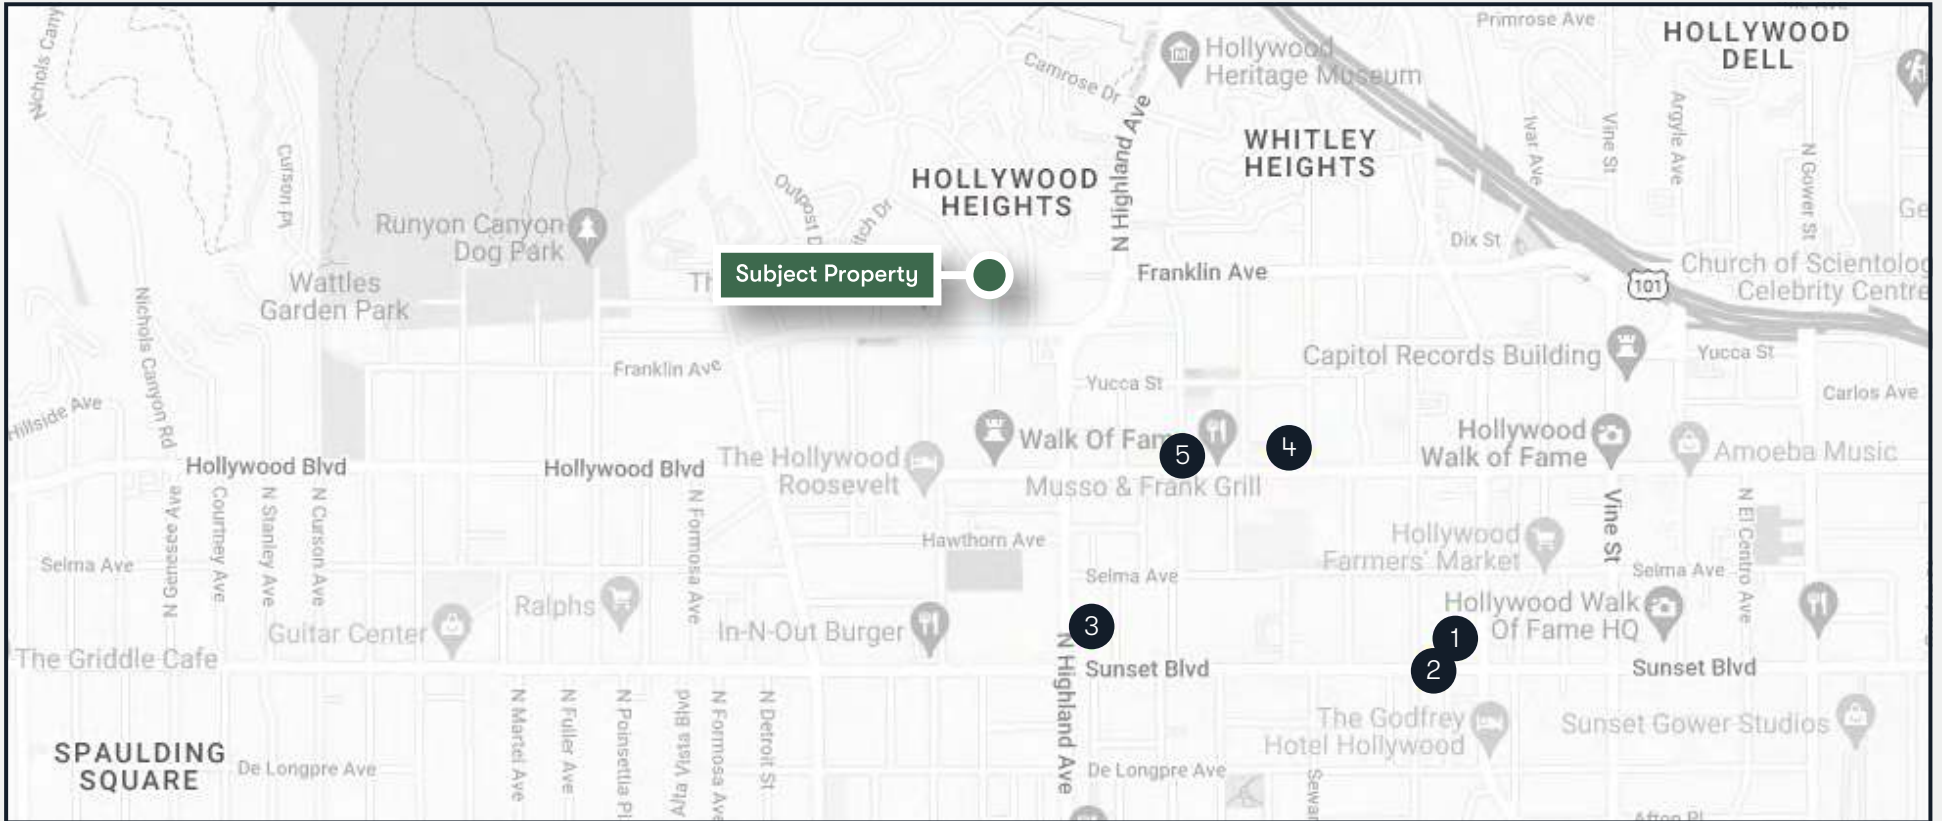 Primrose Ave
HOLLYWOOD
DELL
Nichols Cany
Hollywood
Heritage Museum
Camrose Dr
N Highland Ave
WHITLEY
HEIGHTS
Ivar Ave
Vine St
Argyle Ave
N Gower St
Curson Pl
HOLLYWOOD
HEIGHTS
Outpost D
itch Dr
Runyon Canyon
Dog Park
Ge
Dix St
Subject Property
Th
Franklin Ave
101
Church of Scientolog
Celebrity Centre
Wattles
Garden Park
Nichols Canyon Rd
Franklin Ave
Yucca St
Capitol Records Building
Yucca St
Carlos Ave
Hillside Ave
Walk Of Fam
5
4
Hollywood
Walk of Fame
Amoeba Music
Hollywood Blvd
Hollywood Blvd
The Hollywood
Roosevelt
Musso & Frank Grill
N Genesee Ave
Courtney Ave
N Stanley Ave
N Curson Ave
N Formosa Ave
Vine St
N El Centro Ave
Hawthorn Ave
Hollywood
Farmers' Market
Selma Ave
Selma Ave
Selma Ave
Ralphs
Guitar Center
In-N-Out Burger
3
Hollywood Walk
Of Fame HQ
1
2
The Griddle Cafe
N Highland Ave
Sunset Blvd
Sunset Blvd
N Martel Ave
N Fuller Ave
N Poinsettia Pl
Alta Vista Blvd
N Formosa Ave
N Detroit St
The Godfrey
Hotel Hollywood
Sunset Gower Studios
SPAULDING
SQUARE
De Longpre Ave
De Longpre Ave
Sewar
Afton Pl